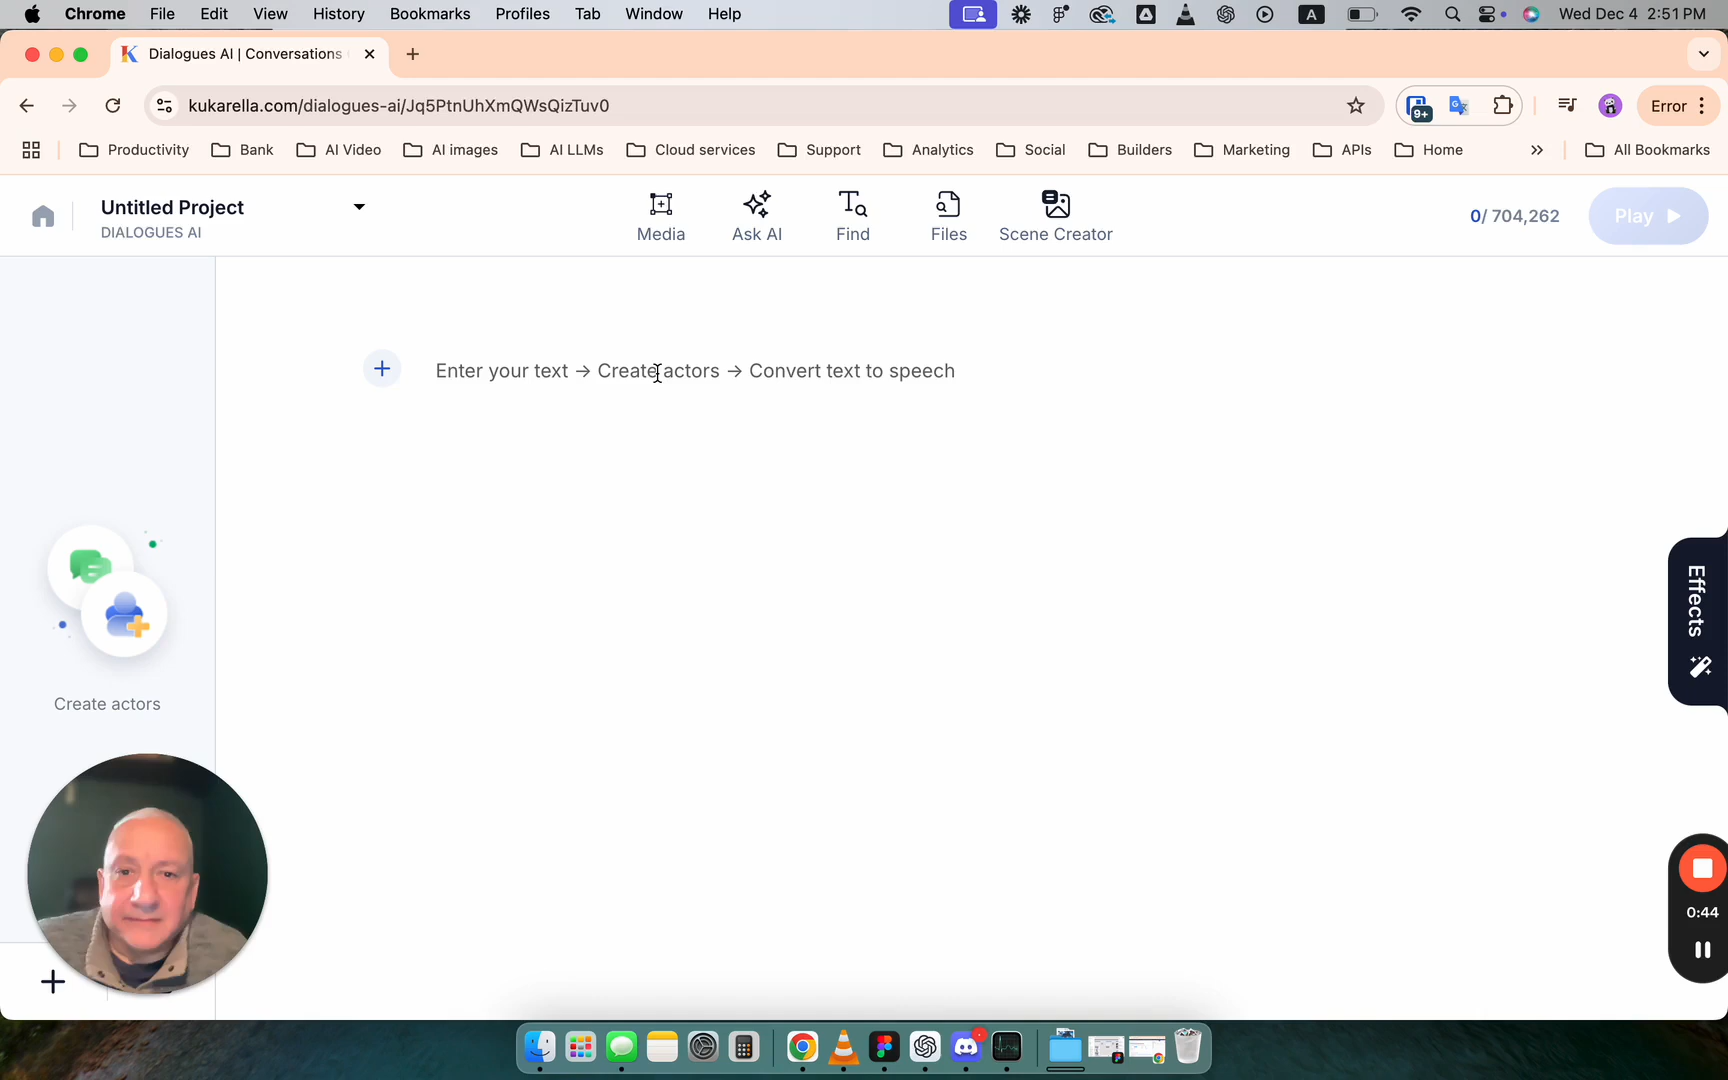 Chrome File Edit View History Bookmarks Profiles Tab Window Help A Wed Dec 4 2:51 PM
Dialogues AI | Conversations
kukarella.com/dialogues-ai/Jq5PtnUhXmQWsQizTuv0 9+ Error
Productivity Bank AI Video AI images AI LLMs Cloud services Support Analytics Social Builders Marketing APIs Home » All Bookmarks
Untitled Project
DIALOGUES AI
Media Ask AI Find Files Scene Creator
0/ 704,262 Play
Enter your text → Create actors → Convert text to speech
Effects
Create actors
0:44